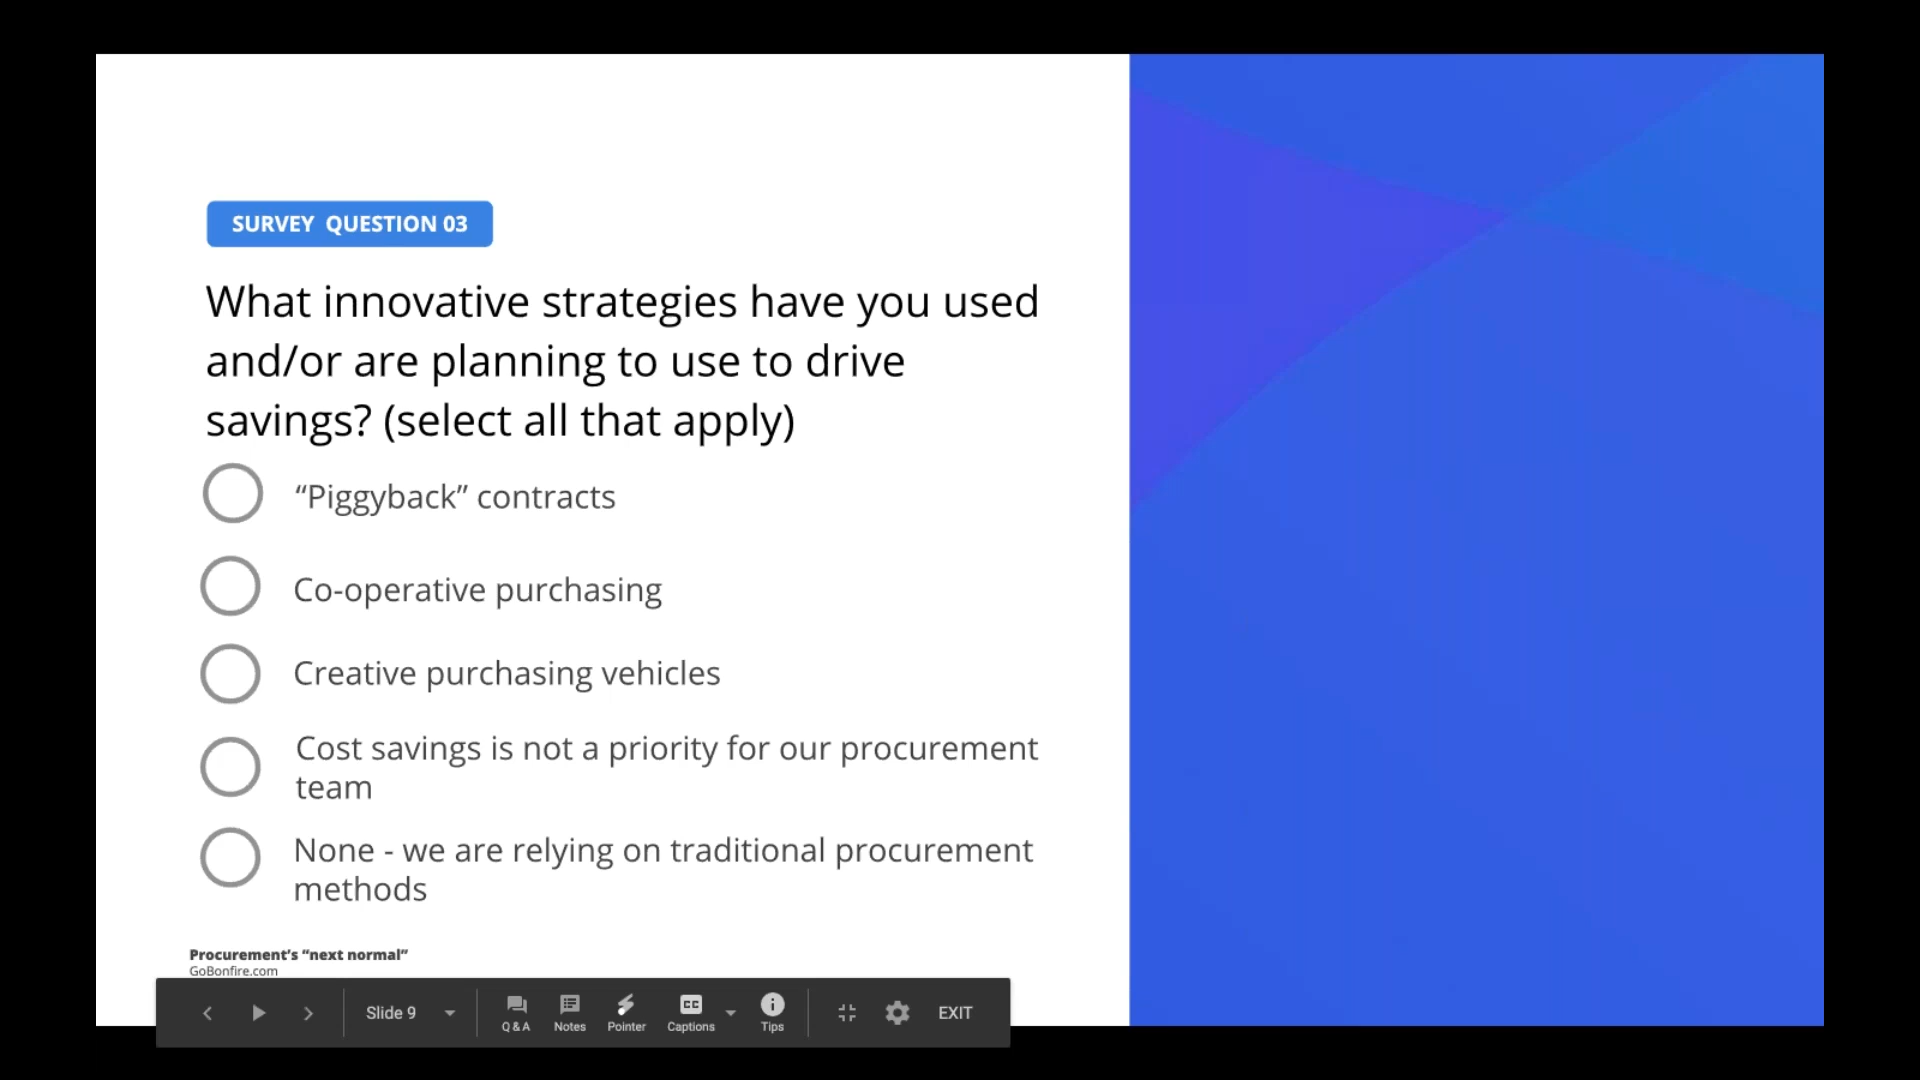 SURVEY QUESTION 03
What innovative strategies have you used
and/or are planning to use to drive
savings? (select all that apply)
“Piggyback” contracts
Co-operative purchasing
Creative purchasing vehicles
Cost savings is not a priority for our procurement
team
None - we are relying on traditional procurement
methods
Procurement’s “next normal”
GoBonfire.com
Slide 9
Q & A
Notes
Pointer
CC
Captions
Tips
EXIT